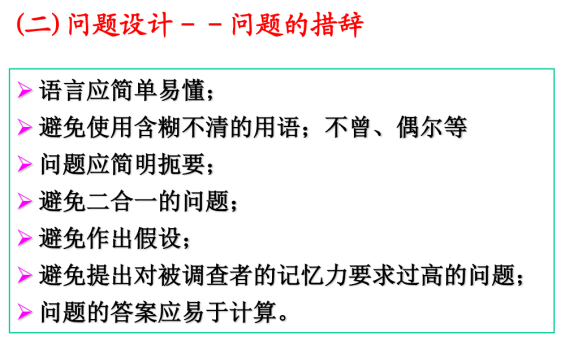 (二) 问题设计－－问题的措辞
➢ 语言应简单易懂；
➢ 避免使用含糊不清的用语；不曾、偶尔等
➢ 问题应简明扼要；
➢ 避免二合一的问题；
➢ 避免作出假设；
➢ 避免提出对被调查者的记忆力要求过高的问题；
➢ 问题的答案应易于计算。